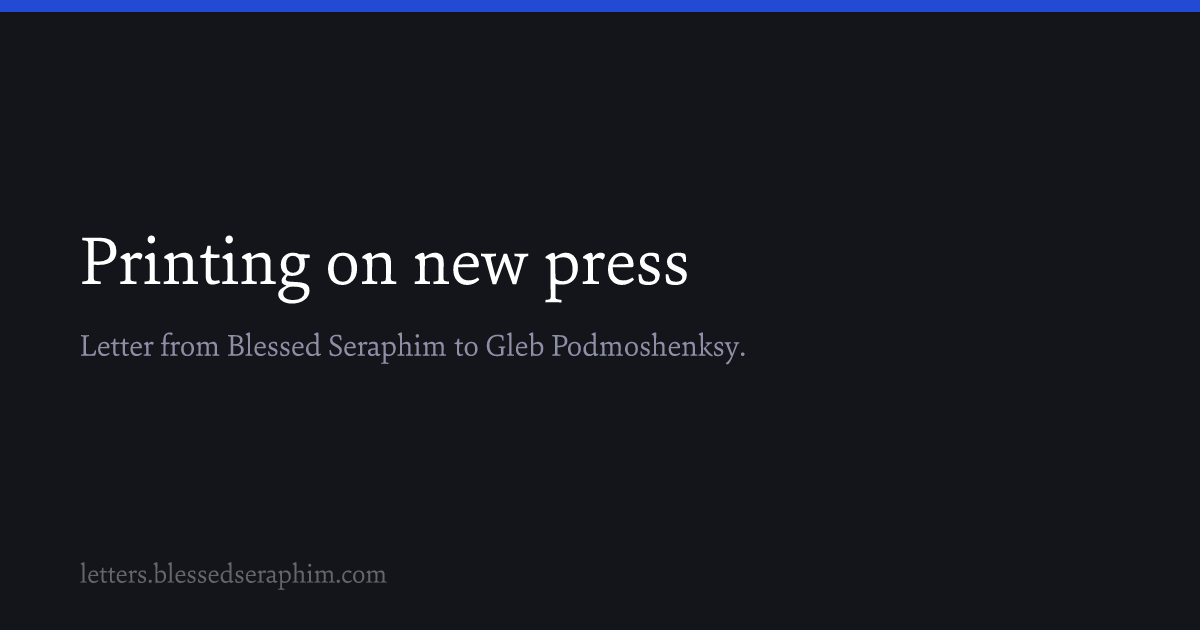 Printing on new press
Letter from Blessed Seraphim to Gleb Podmoshenksy.
letters.blessedseraphim.com